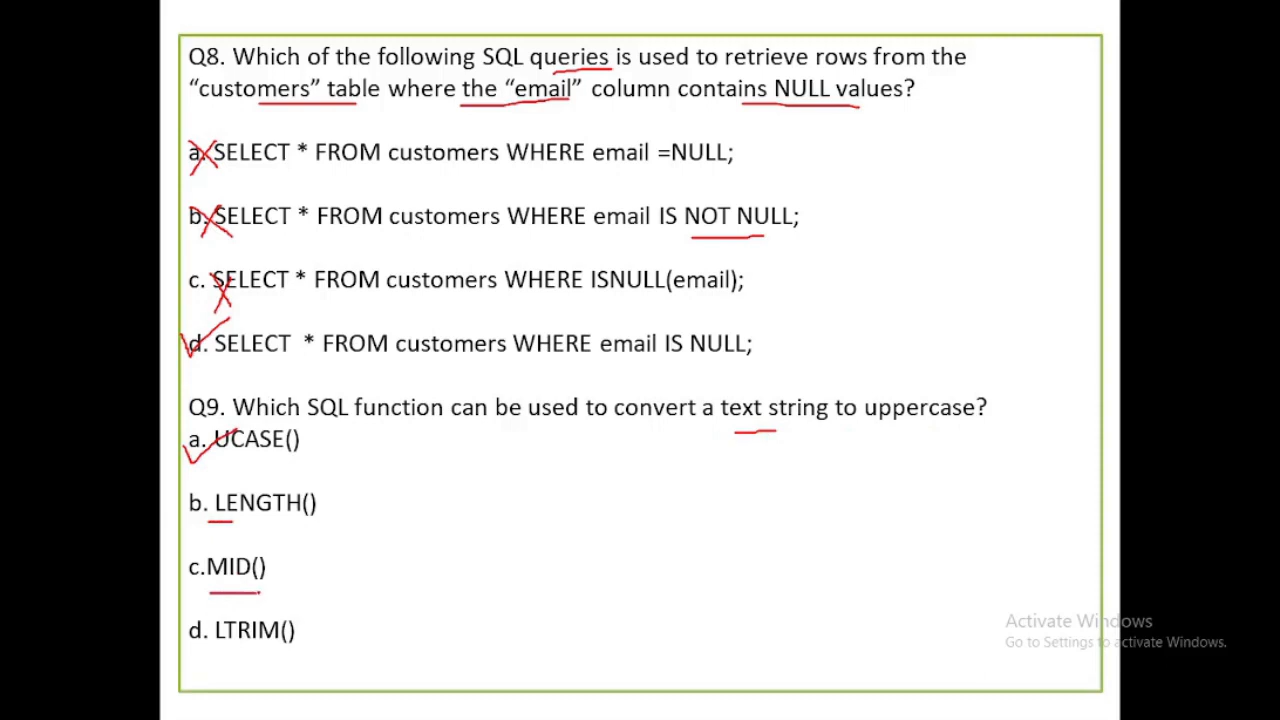 Q8. Which of the following SQL queries is used to retrieve rows from the
“customers” table where the “email” column contains NULL values?
a. SELECT * FROM customers WHERE email =NULL;
b. SELECT * FROM customers WHERE email IS NOT NULL;
c. SELECT * FROM customers WHERE ISNULL(email);
d. SELECT * FROM customers WHERE email IS NULL;
Q9. Which SQL function can be used to convert a text string to uppercase?
a. UCASE()
b. LENGTH()
c.MID()
d. LTRIM()
Activate Windows
Go to Settings to activate Windows.